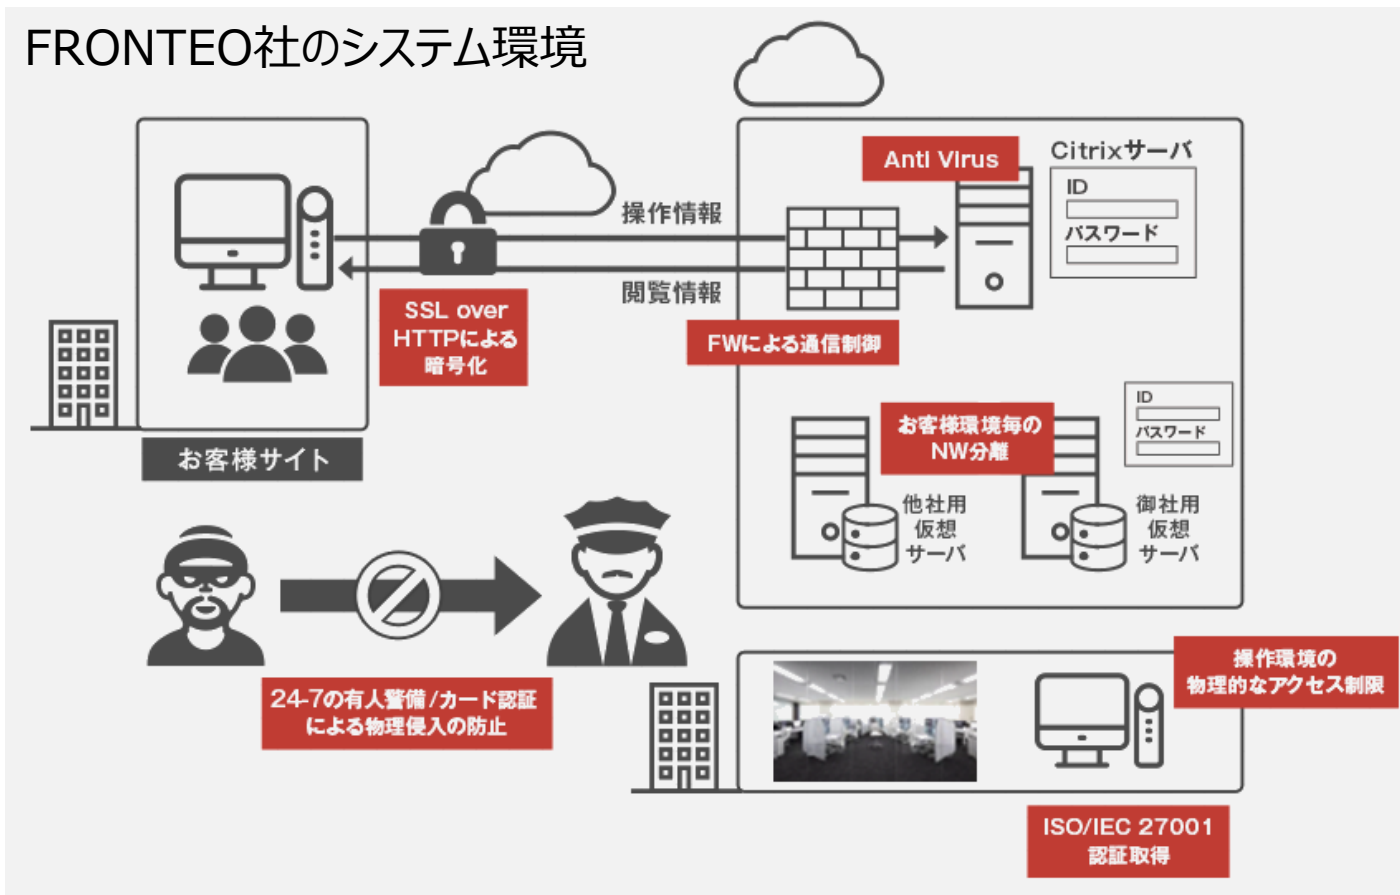 FRONTEO社のシステム環境
Anti Virus
Citrixサーバ
ID
パスワード
操作情報
閲覧情報
SSL over
HTTPによる
暗号化
FWによる通信制御
お客様サイト
お客様環境毎の
NW分離
ID
パスワード
他社用
仮想
サーバ
御社用
仮想
サーバ
24-7の有人警備/カード認証
による物理侵入の防止
操作環境の
物理的なアクセス制限
ISO/IEC 27001
認証取得